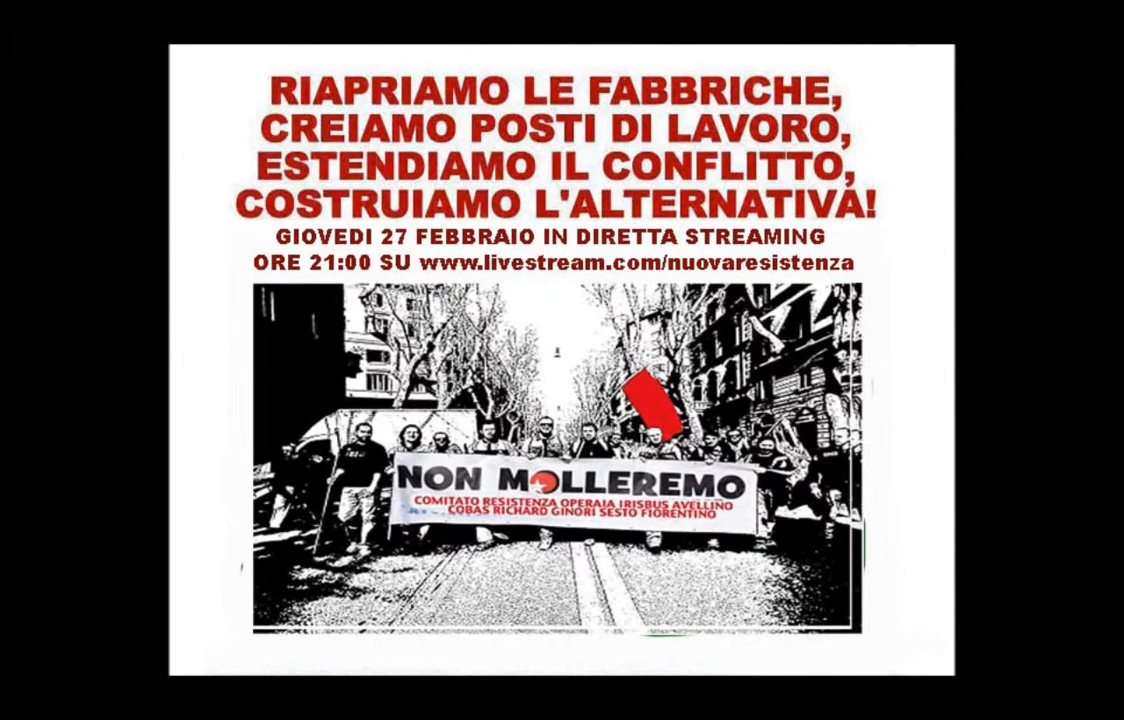 RIAPRIAMO LE FABBRICHE,
CREIAMO POSTI DI LAVORO,
ESTENDIAMO IL CONFLITTO,
COSTRUIAMO L'ALTERNATIVA!
GIOVEDI 27 FEBBRAIO IN DIRETTA STREAMING
ORE 21:00 SU www.livestream.com/nuovaresistenza
NON MOLLEREMO
COMITATO RESISTENZA OPERAIA IRISBUS AVELLINO
COBAS RICHARD GINORI SESTO FIORENTINO